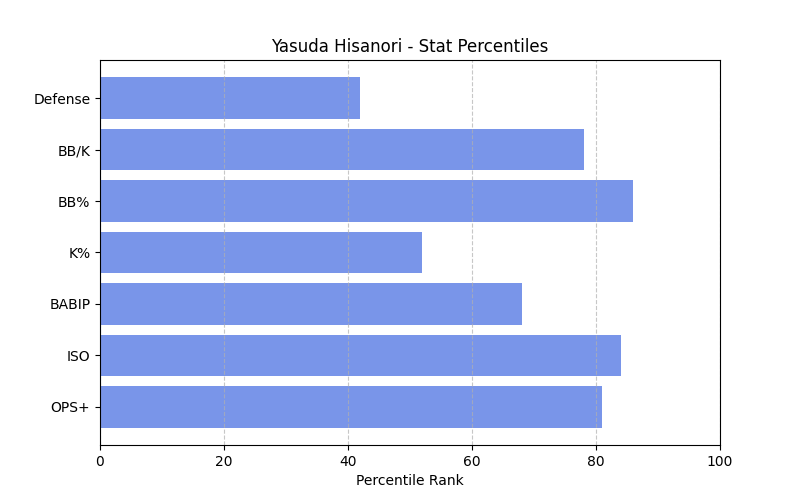 Yasuda Hisanori - Stat Percentiles
Defense
BB/K
BB%
K%
BABIP
ISO
OPS+
0 20 40 60 80 100
Percentile Rank